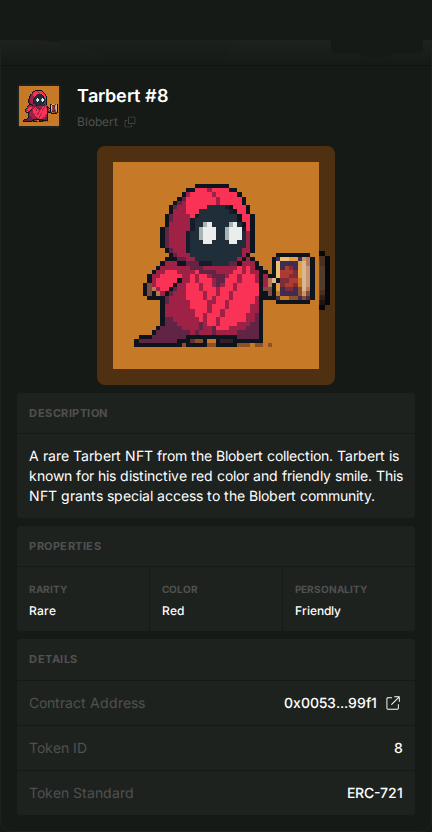 Tarbert #8
Blobert
DESCRIPTION
A rare Tarbert NFT from the Blobert collection. Tarbert is
known for his distinctive red color and friendly smile. This
NFT grants special access to the Blobert community.
PROPERTIES
RARITY
Rare
COLOR
Red
PERSONALITY
Friendly
DETAILS
Contract Address 0x0053...99f1
Token ID 8
Token Standard ERC-721